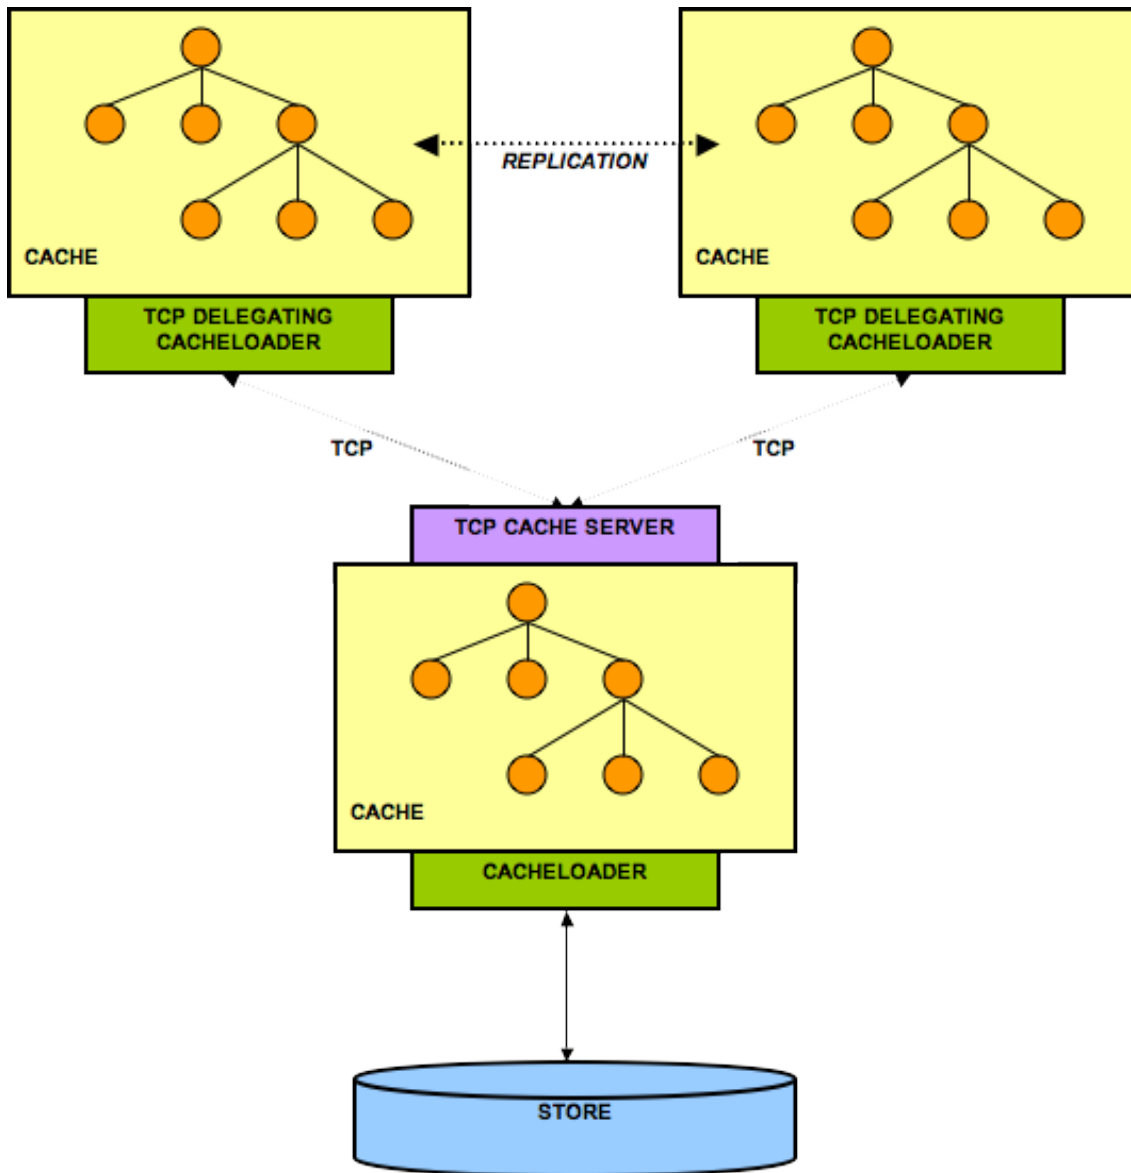 REPLICATION
CACHE
CACHE
TCP DELEGATING
CACHELOADER
TCP DELEGATING
CACHELOADER
TCP
TCP
TCP CACHE SERVER
CACHE
CACHELOADER
STORE